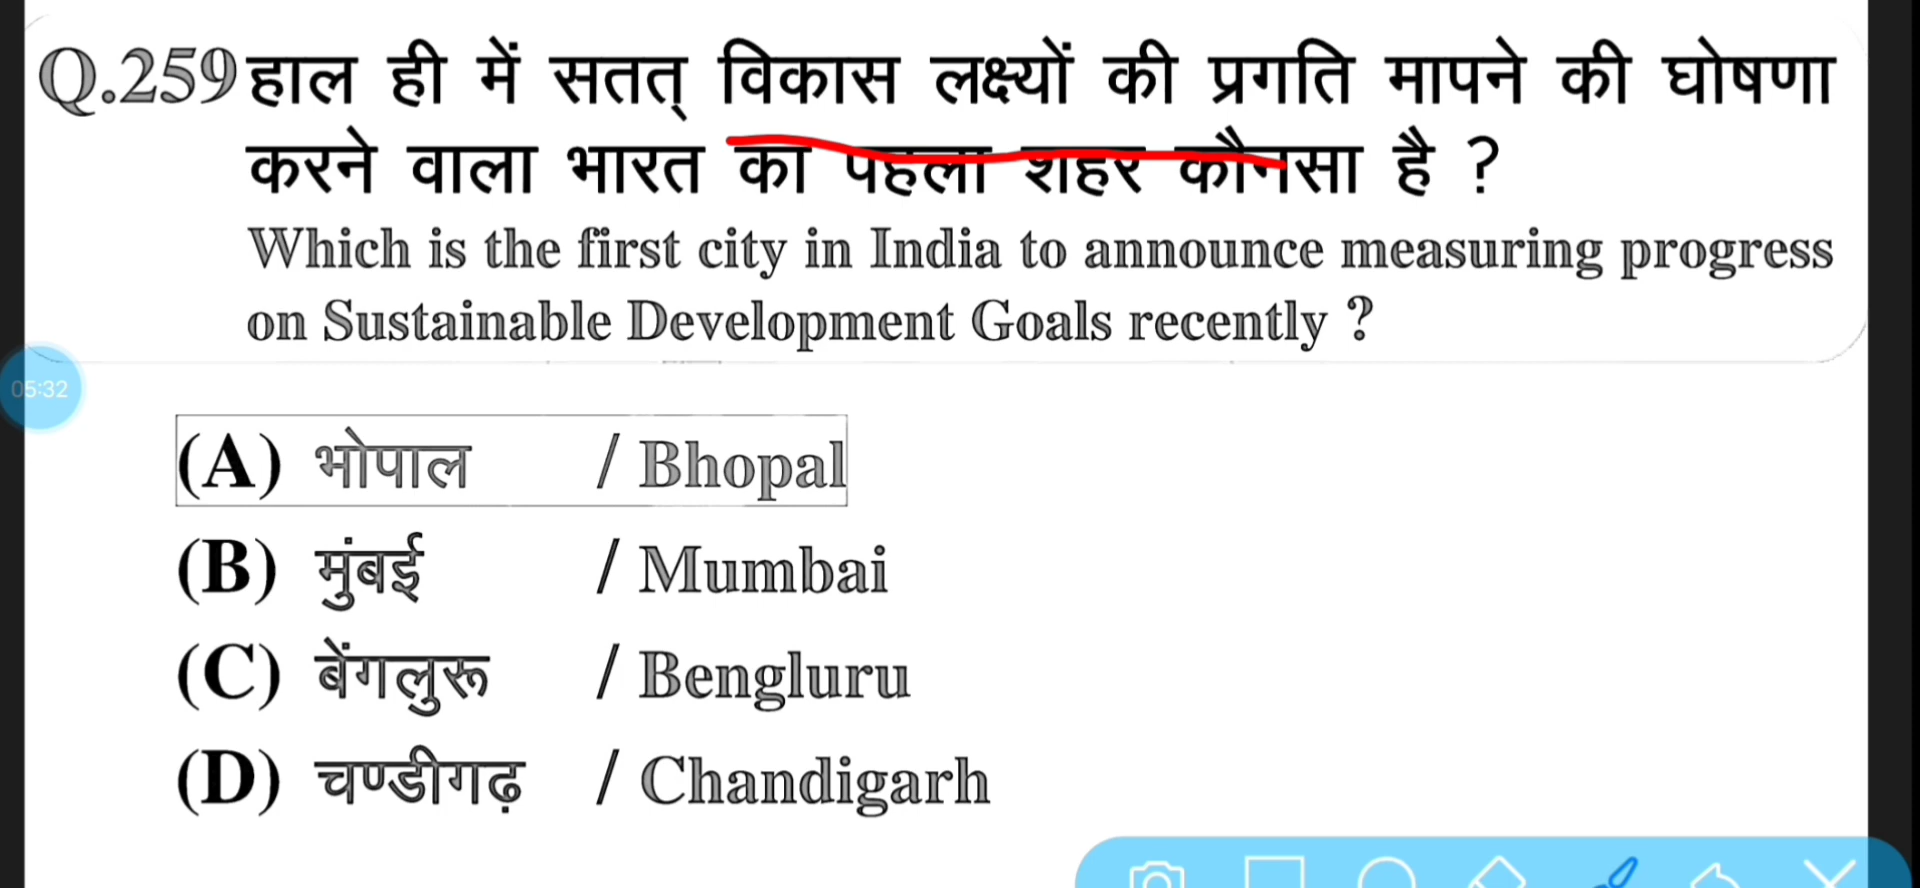 Q.259 हाल ही में सतत् विकास लक्ष्यों की प्रगति मापने की घोषणा
करने वाला भारत का पहला शहर कौनसा है ?
Which is the first city in India to announce measuring progress
on Sustainable Development Goals recently ?
05:32
(A) भोपाल / Bhopal
(B) मुंबई / Mumbai
(C) बेंगलुरू / Bengluru
(D) चण्डीगढ़ / Chandigarh